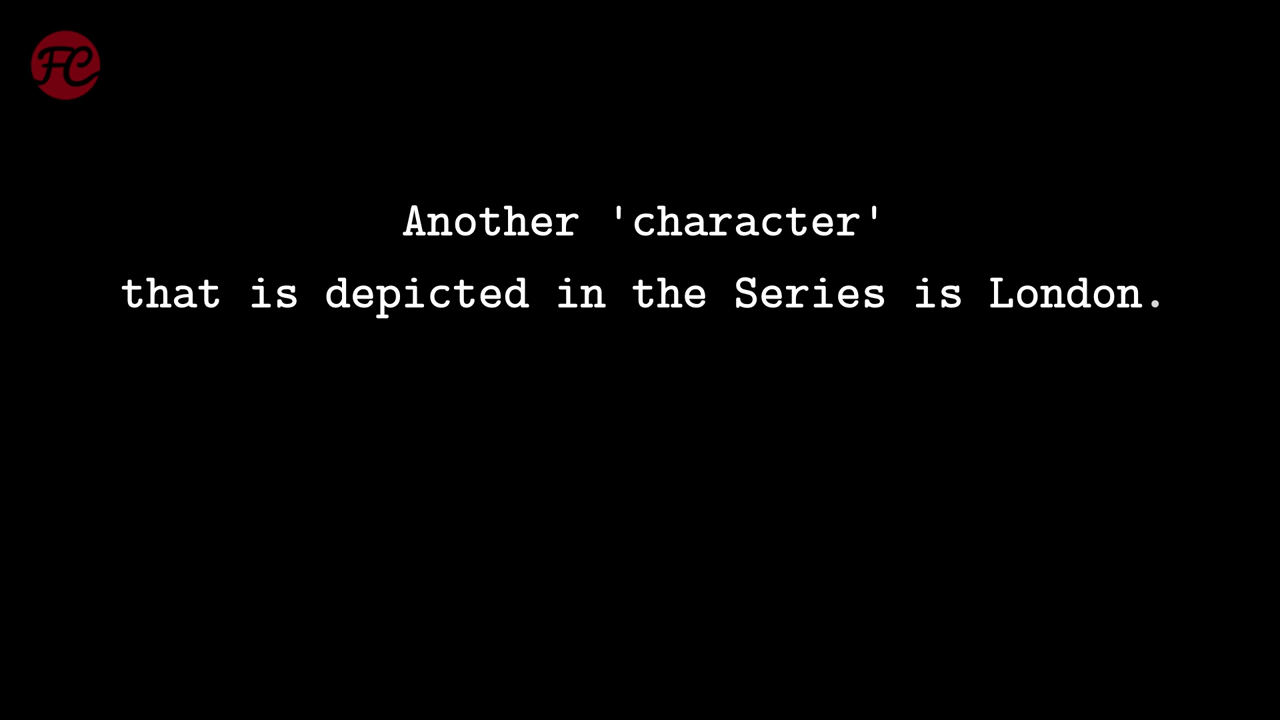 FC
Another 'character'
that is depicted in the Series is London.